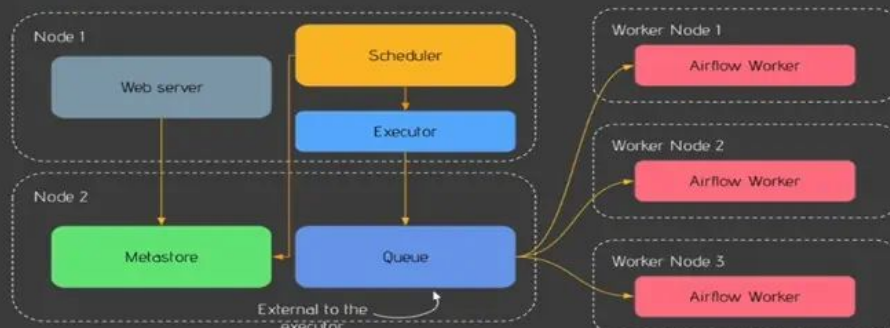 Node 1
Web server
Scheduler
Executor
Node 2
Metastore
Queue
External to the
executor
Worker Node 1
Airflow Worker
Worker Node 2
Airflow Worker
Worker Node 3
Airflow Worker